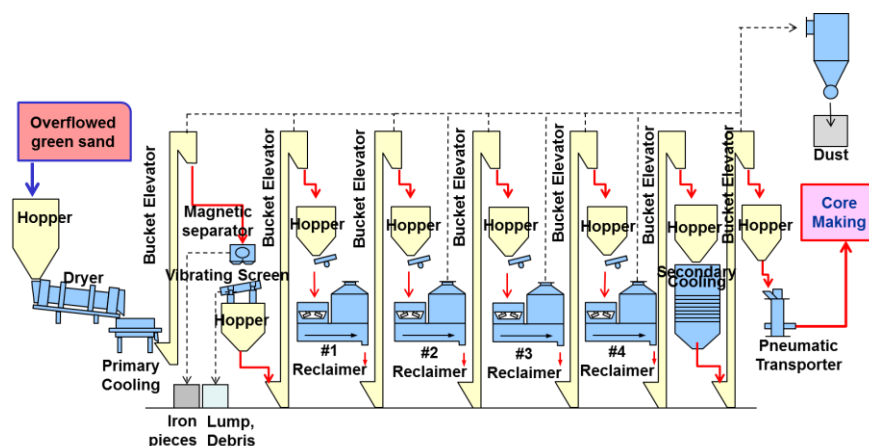 Overflowed
green sand
Hopper
Dryer
Primary
Cooling
Bucket Elevator
Magnetic
separator
Vibrating Screen
Hopper
Iron
pieces
Lump,
Debris
Bucket Elevator
Hopper
#1
Reclaimer
Bucket Elevator
Hopper
#2
Reclaimer
Bucket Elevator
Hopper
#3
Reclaimer
Bucket Elevator
Hopper
#4
Reclaimer
Bucket Elevator
Hopper
Secondary
Cooling
Bucket Elevator
Hopper
Pneumatic
Transporter
Core
Making
Dust